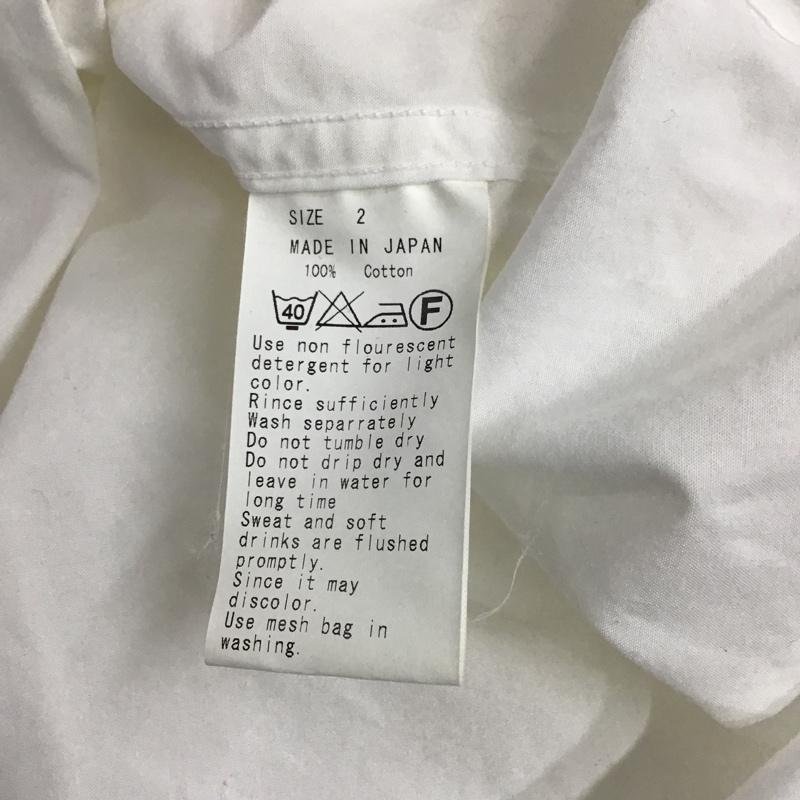 SIZE 2
MADE IN JAPAN
100% Cotton
40 F
Use non flourescent
detergent for light
color.
Rince sufficiently
Wash separrately
Do not tumble dry
Do not drip dry and
leave in water for
long time
Sweat and soft
drinks are flushed
promptly.
Since it may
discolor.
Use mesh bag in
washing.